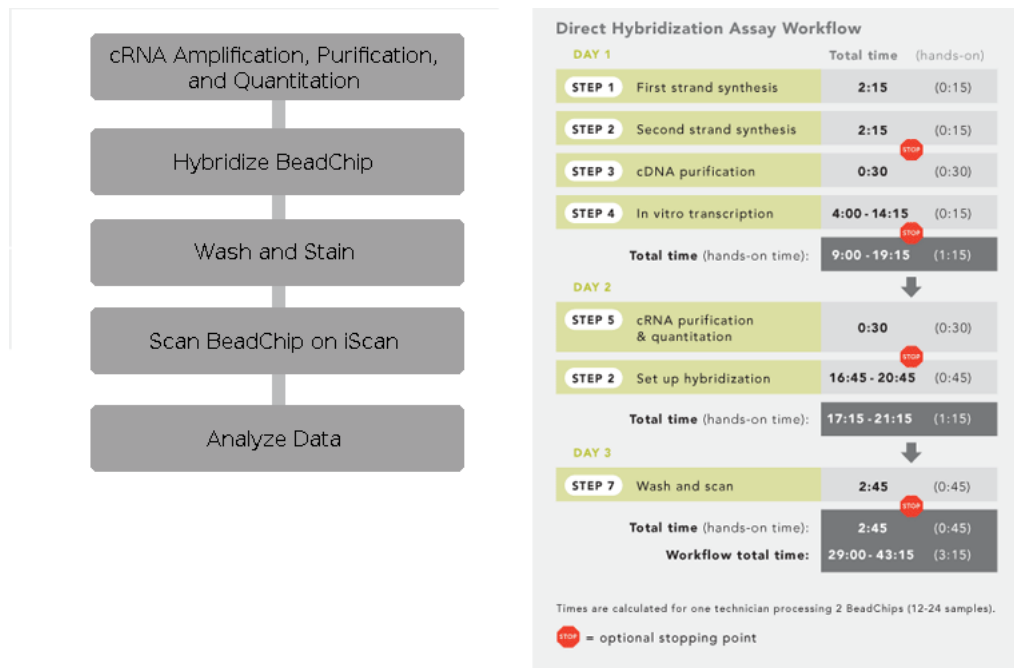 cRNA Amplification, Purification,
and Quantitation
Hybridize BeadChip
Wash and Stain
Scan BeadChip on iScan
Analyze Data
Direct Hybridization Assay Workflow
DAY 1 Total time (hands-on)
STEP 1 First strand synthesis 2:15 (0:15)
STEP 2 Second strand synthesis 2:15 (0:15)
STOP
STEP 3 cDNA purification 0:30 (0:30)
STEP 4 In vitro transcription 4:00 - 14:15 (0:15)
STOP
Total time (hands-on time): 9:00 - 19:15 (1:15)
DAY 2
STEP 5 cRNA purification
& quantitation 0:30 (0:30)
STOP
STEP 2 Set up hybridization 16:45 - 20:45 (0:45)
Total time (hands-on time): 17:15 - 21:15 (1:15)
DAY 3
STEP 7 Wash and scan 2:45 (0:45)
STOP
Total time (hands-on time): 2:45 (0:45)
Workflow total time: 29:00 - 43:15 (3:15)
Times are calculated for one technician processing 2 BeadChips (12-24 samples).
STOP = optional stopping point